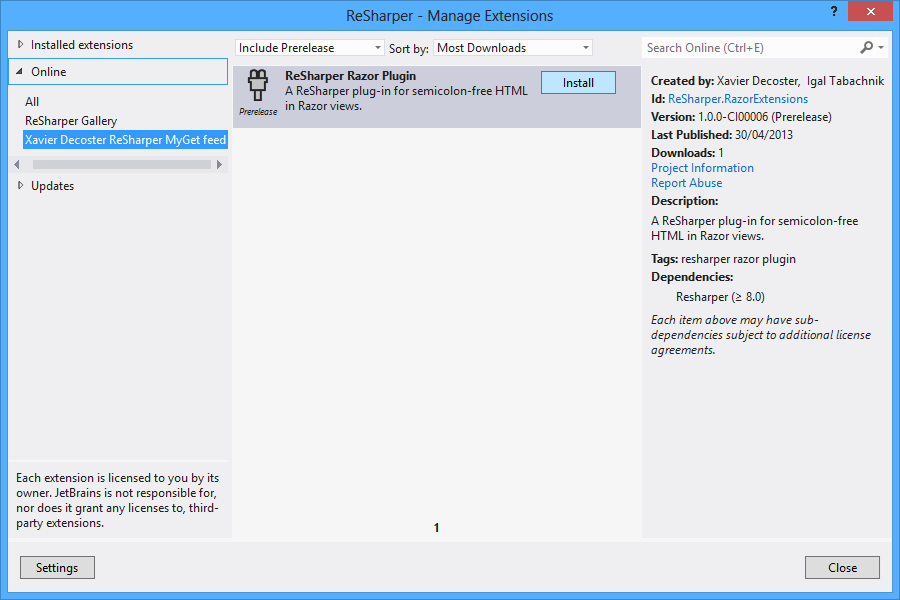 ReSharper - Manage Extensions
?
Installed extensions
Online
All
ReSharper Gallery
Xavier Decoster ReSharper MyGet feed
Updates
Each extension is licensed to you by its
owner. JetBrains is not responsible for,
nor does it grant any licenses to, third-
party extensions.
Settings
Include Prerelease
Sort by: Most Downloads
ReSharper Razor Plugin
A ReSharper plug-in for semicolon-free HTML
in Razor views.
Prerelease
Install
1
Search Online (Ctrl+E)
Created by: Xavier Decoster, Igal Tabachnik
Id: ReSharper.RazorExtensions
Version: 1.0.0-CI00006 (Prerelease)
Last Published: 30/04/2013
Downloads: 1
Project Information
Report Abuse
Description:
A ReSharper plug-in for semicolon-free
HTML in Razor views.
Tags: resharper razor plugin
Dependencies:
Resharper (≥ 8.0)
Each item above may have sub-
dependencies subject to additional license
agreements.
Close